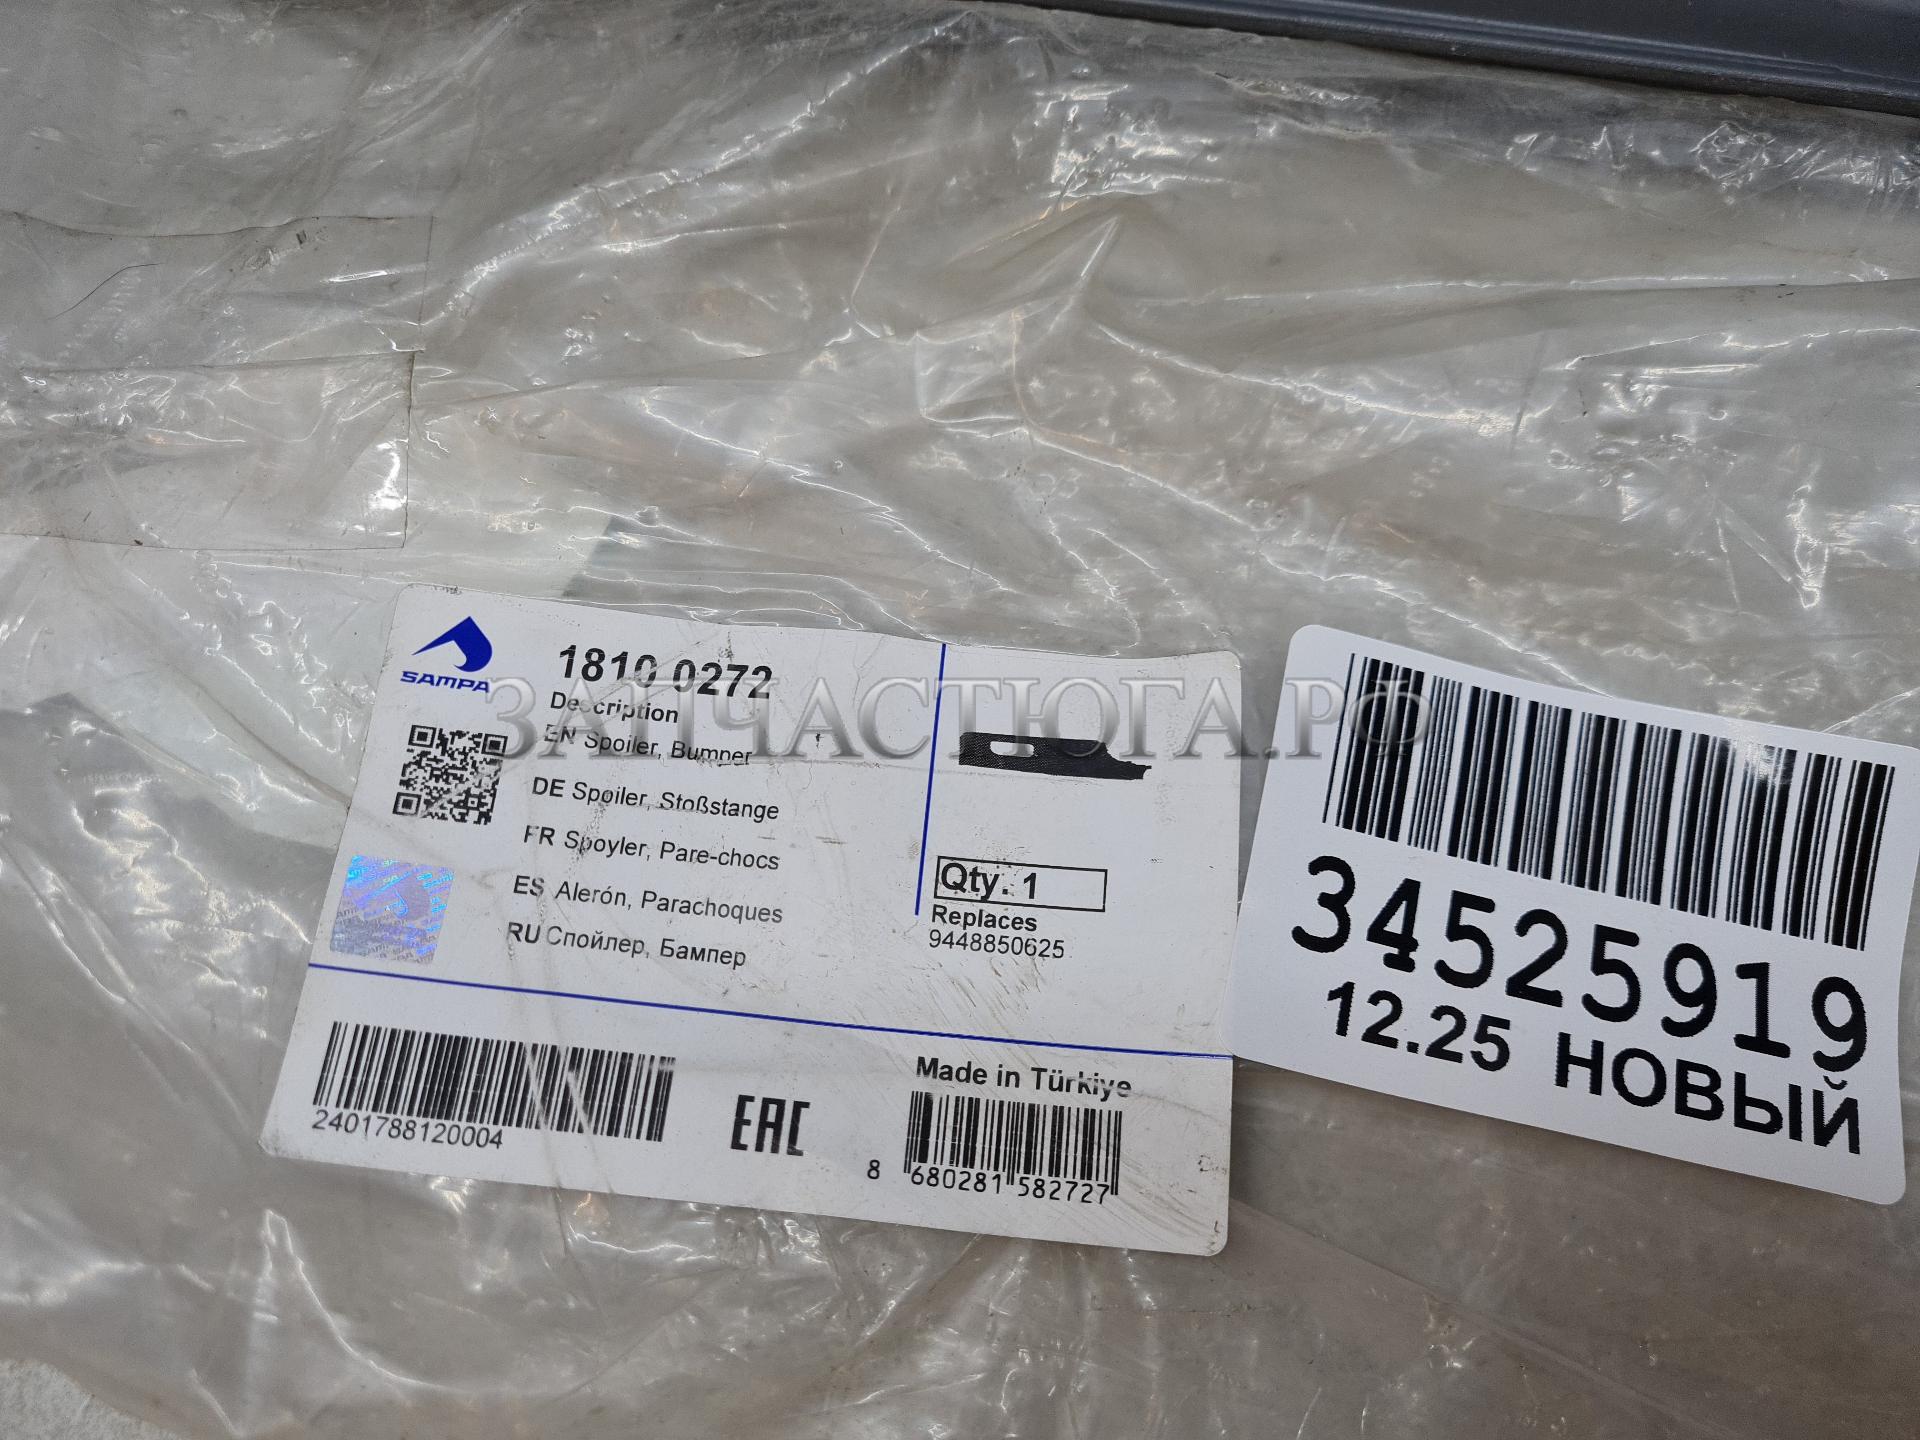 SAMPA
1810 0272
Description
EN Spoiler, Bumper
DE Spoiler, Stoßstange
FR Spoyler, Pare-chocs
ES Alerón, Parachoques
RU Спойлер, Бампер
Qty. 1
Replaces
9448850625
2401788120004
EAC
Made in Türkiye
8 680281 582727
ЗАПЧАСТЮГА.РФ
34525919
12.25 НОВЫЙ